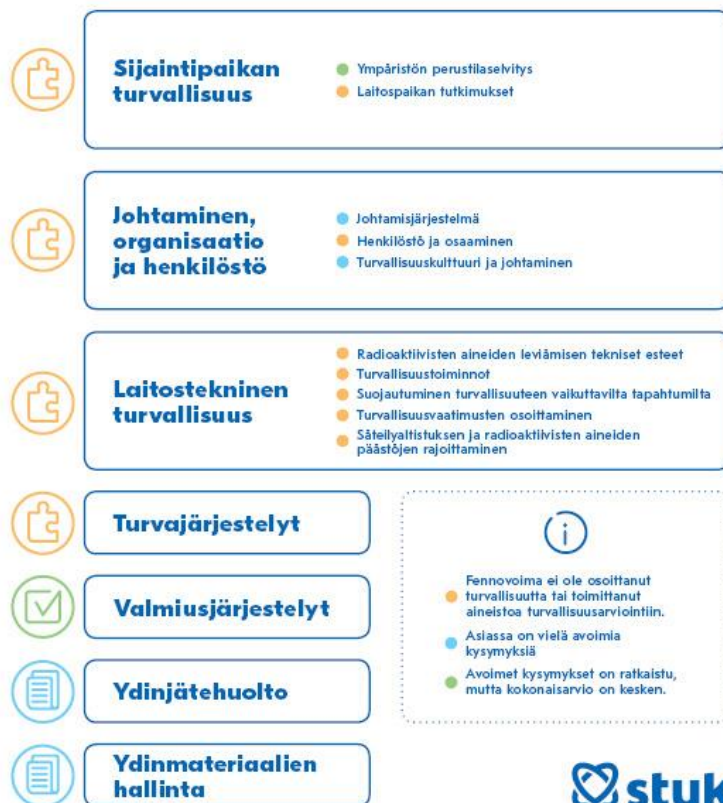 Sijaintipaikan
turvallisuus
Ympäristön perustilaselvitys
Laitospaikan tutkimukset
Johtaminen,
organisaatio
ja henkilöstö
Johtamisjärjestelmä
Henkilöstö ja osaaminen
Turvallisuuskulttuuri ja johtaminen
Laitostekninen
turvallisuus
Radioaktiivisten aineiden leviämisen tekniset esteet
Turvallisuustoiminnot
Suojautuminen turvallisuuteen vaikuttavilta tapahtumilta
Turvallisuusvaatimusten osoittaminen
Säteilyaltistuksen ja radioaktiivisten aineiden
päästöjen rajoittaminen
Turvajärjestelyt
Valmiusjärjestelyt
Ydinjätehuolto
Ydinmateriaalien
hallinta
i
Fennovoima ei ole osoittanut
turvallisuutta tai toimittanut
aineistoa turvallisuusarviointiin.
Asiassa on vielä avoimia
kysymyksiä
Avoimet kysymykset on ratkaistu,
mutta kokonaisarvio on kesken.
stuk